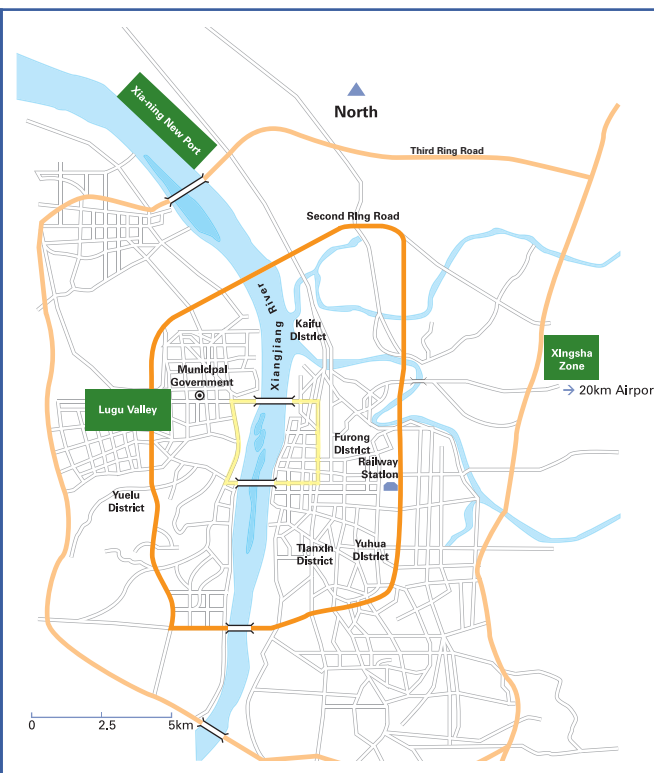 Xia-ning New Port
North
Third Ring Road
Second Ring Road
Xiangjiang River
Kaifu
District
Xingsha
Zone
→ 20km Airpor
Municipal
Government
Lugu Valley
Furong
District
Railway
Station
Yuelu
District
Tianxin
District
Yuhua
District
0 2.5 5km